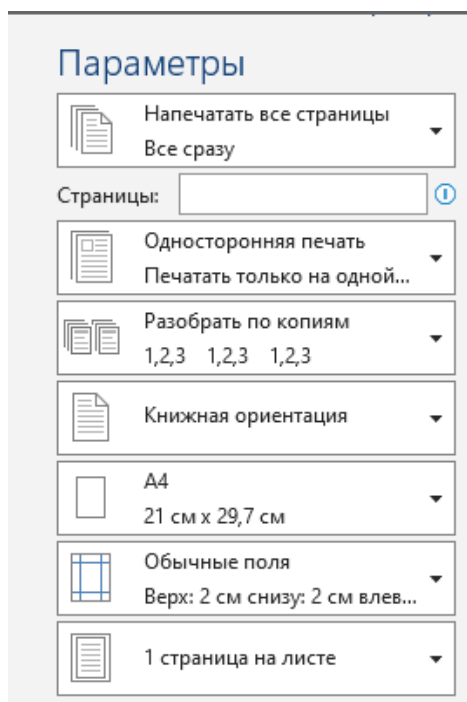 Параметры
Напечатать все страницы
Все сразу
Страницы:
Односторонняя печать
Печатать только на одной...
Разобрать по копиям
1,2,3 1,2,3 1,2,3
Книжная ориентация
A4
21 см x 29,7 см
Обычные поля
Верх: 2 см снизу: 2 см влев...
1 страница на листе